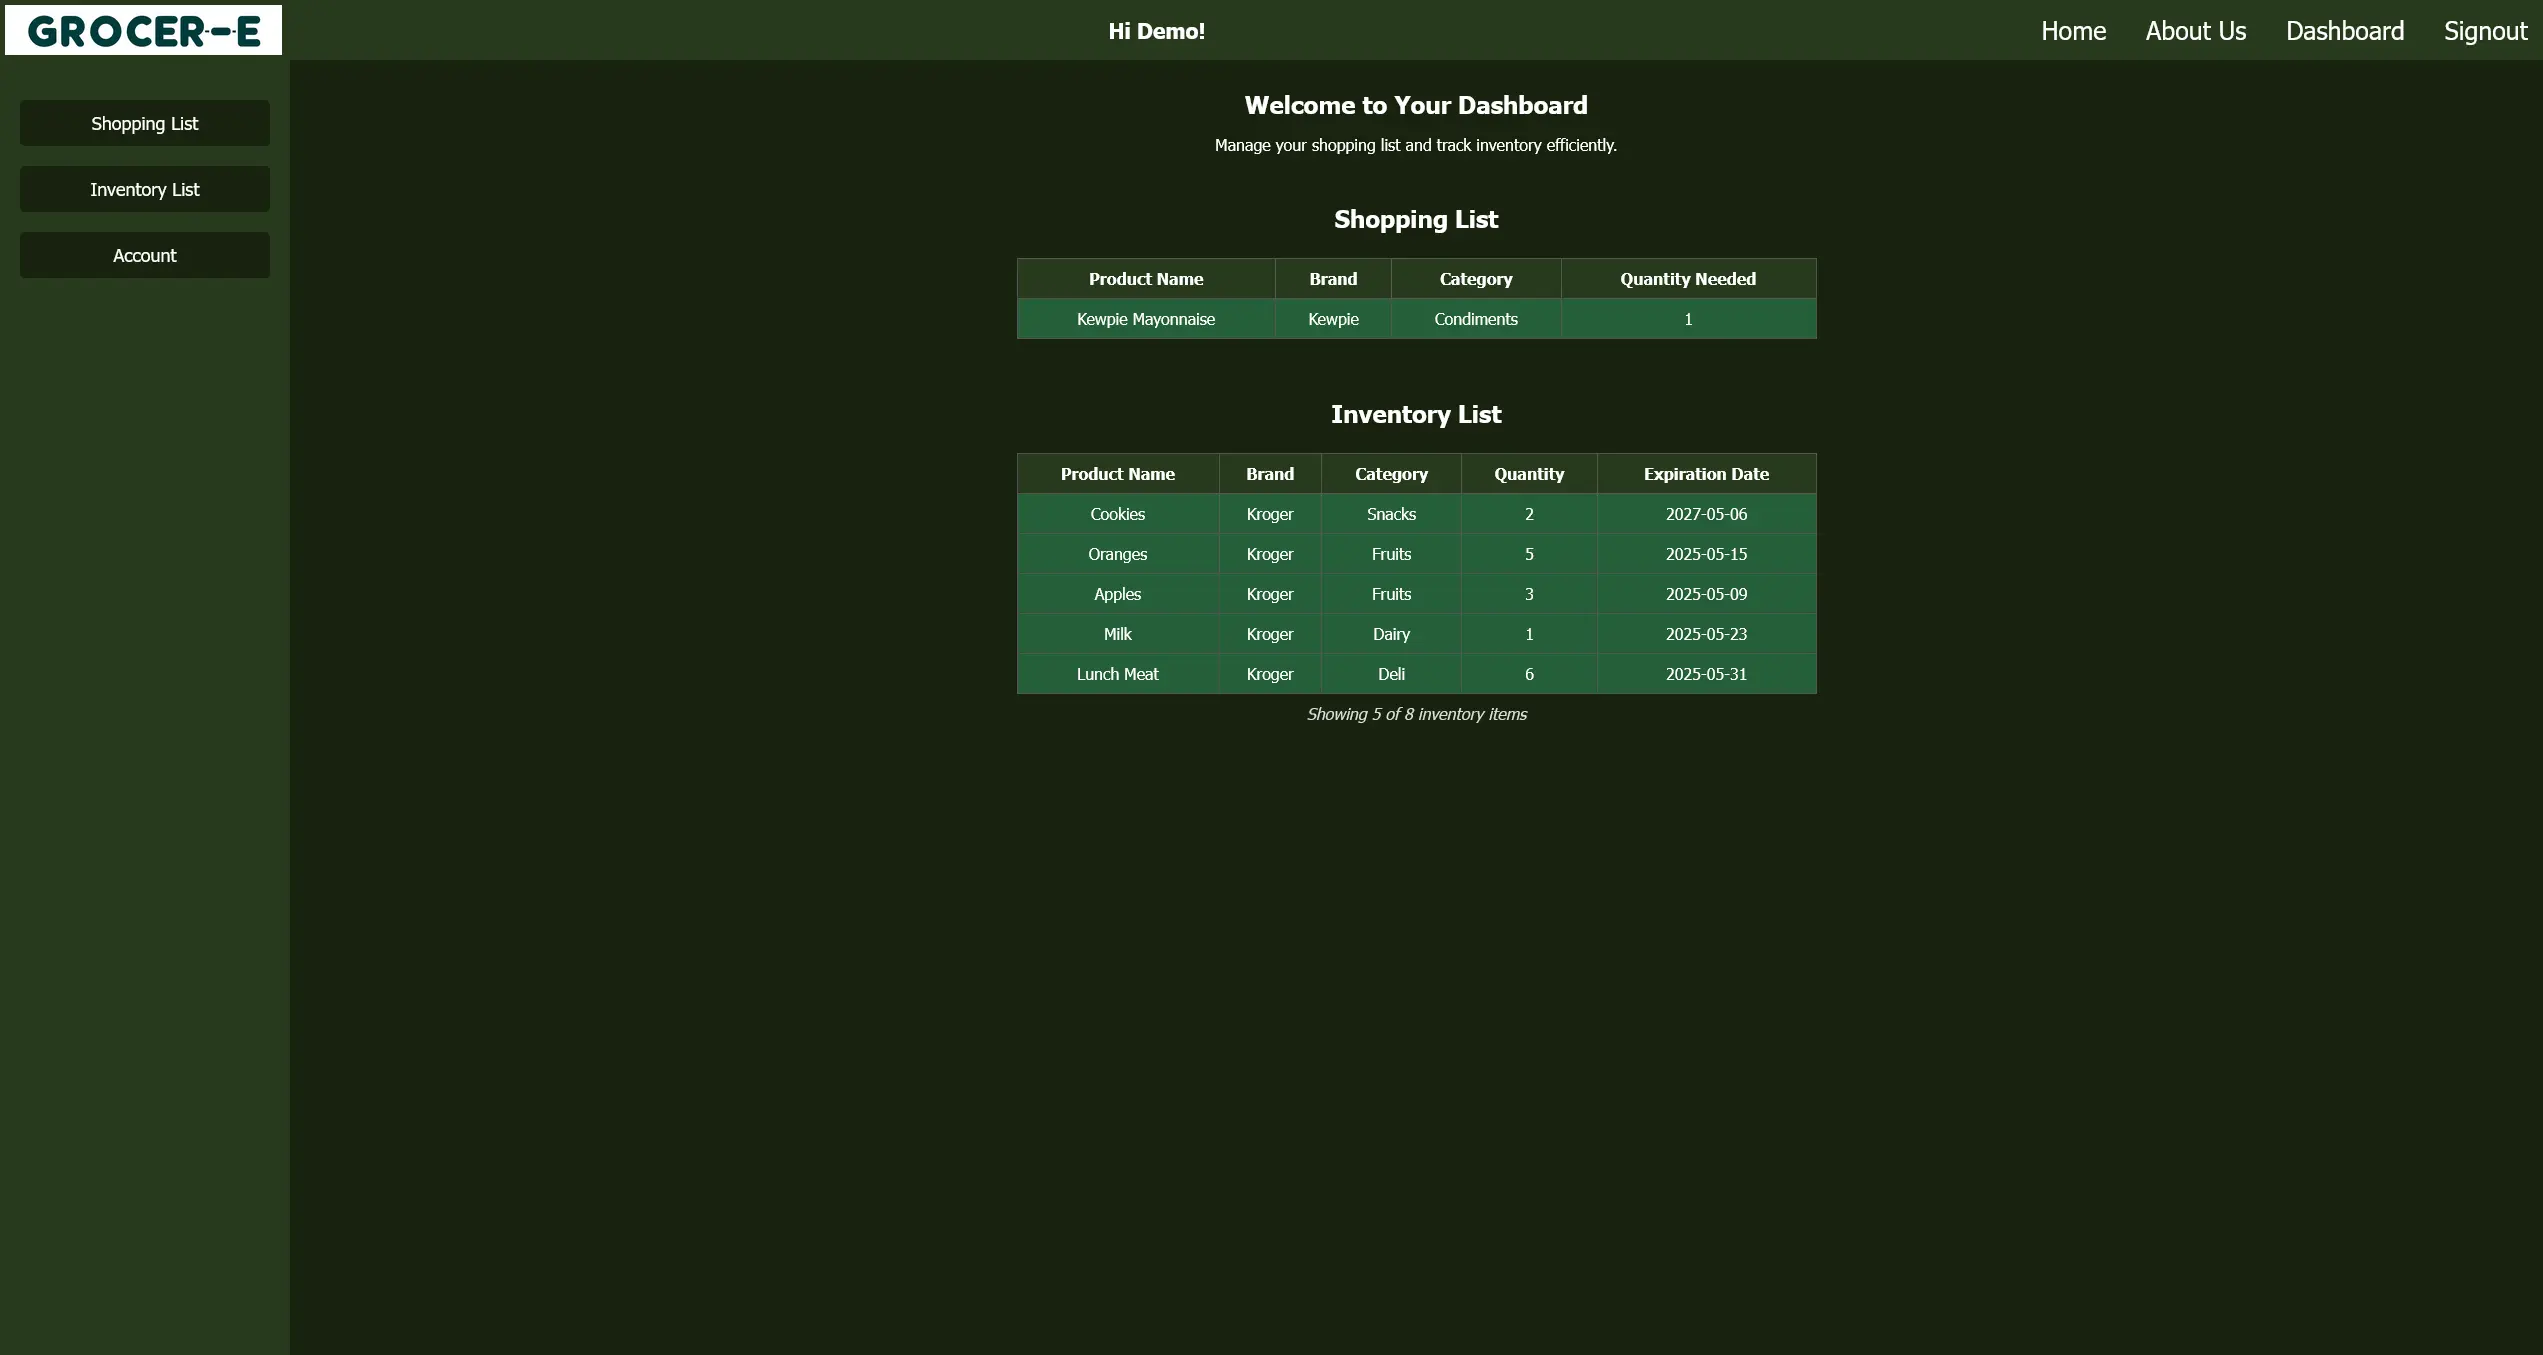 GROCER-E
Hi Demo!
Home About Us Dashboard Signout
Shopping List
Inventory List
Account
Welcome to Your Dashboard
Manage your shopping list and track inventory efficiently.
Shopping List
Product Name Brand Category Quantity Needed
Kewpie Mayonnaise Kewpie Condiments 1
Inventory List
Product Name Brand Category Quantity Expiration Date
Cookies Kroger Snacks 2 2027-05-06
Oranges Kroger Fruits 5 2025-05-15
Apples Kroger Fruits 3 2025-05-09
Milk Kroger Dairy 1 2025-05-23
Lunch Meat Kroger Deli 6 2025-05-31
Showing 5 of 8 inventory items